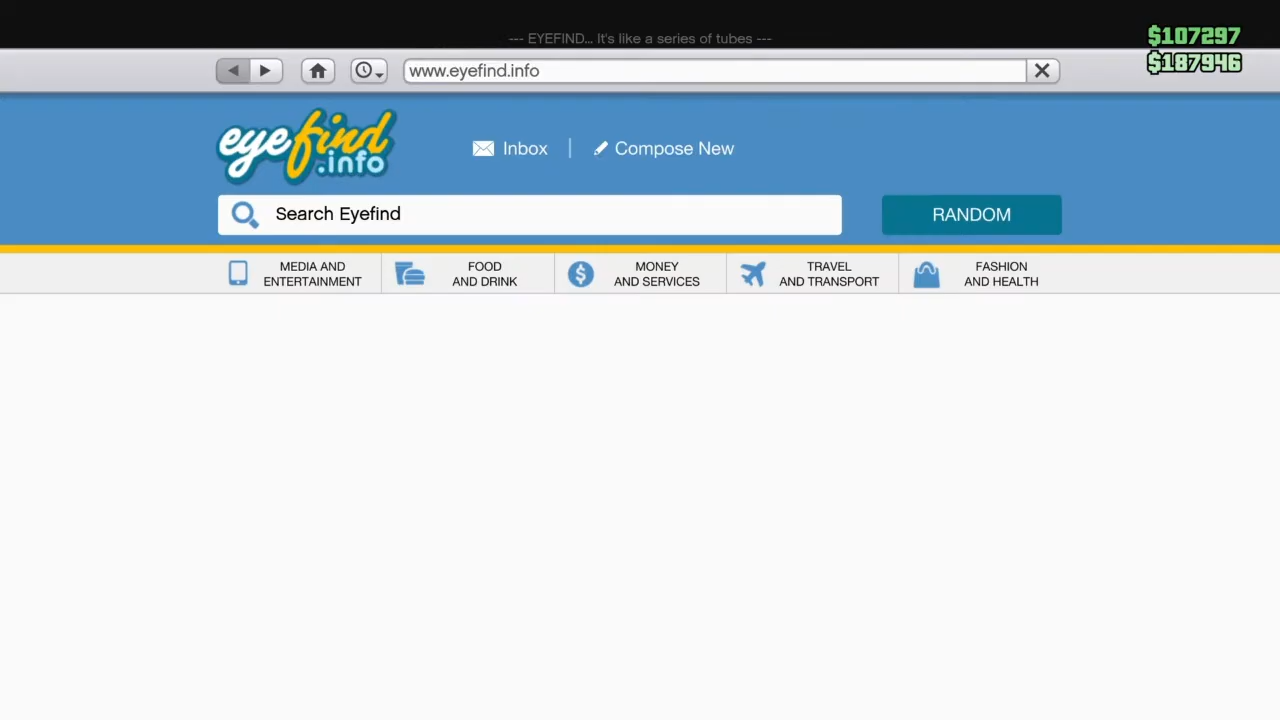 --- EYEFIND... It's like a series of tubes ---
$107297
$187946
www.eyefind.info
eyefind
.info
Inbox
Compose New
Search Eyefind
RANDOM
MEDIA AND
ENTERTAINMENT
FOOD
AND DRINK
MONEY
AND SERVICES
TRAVEL
AND TRANSPORT
FASHION
AND HEALTH